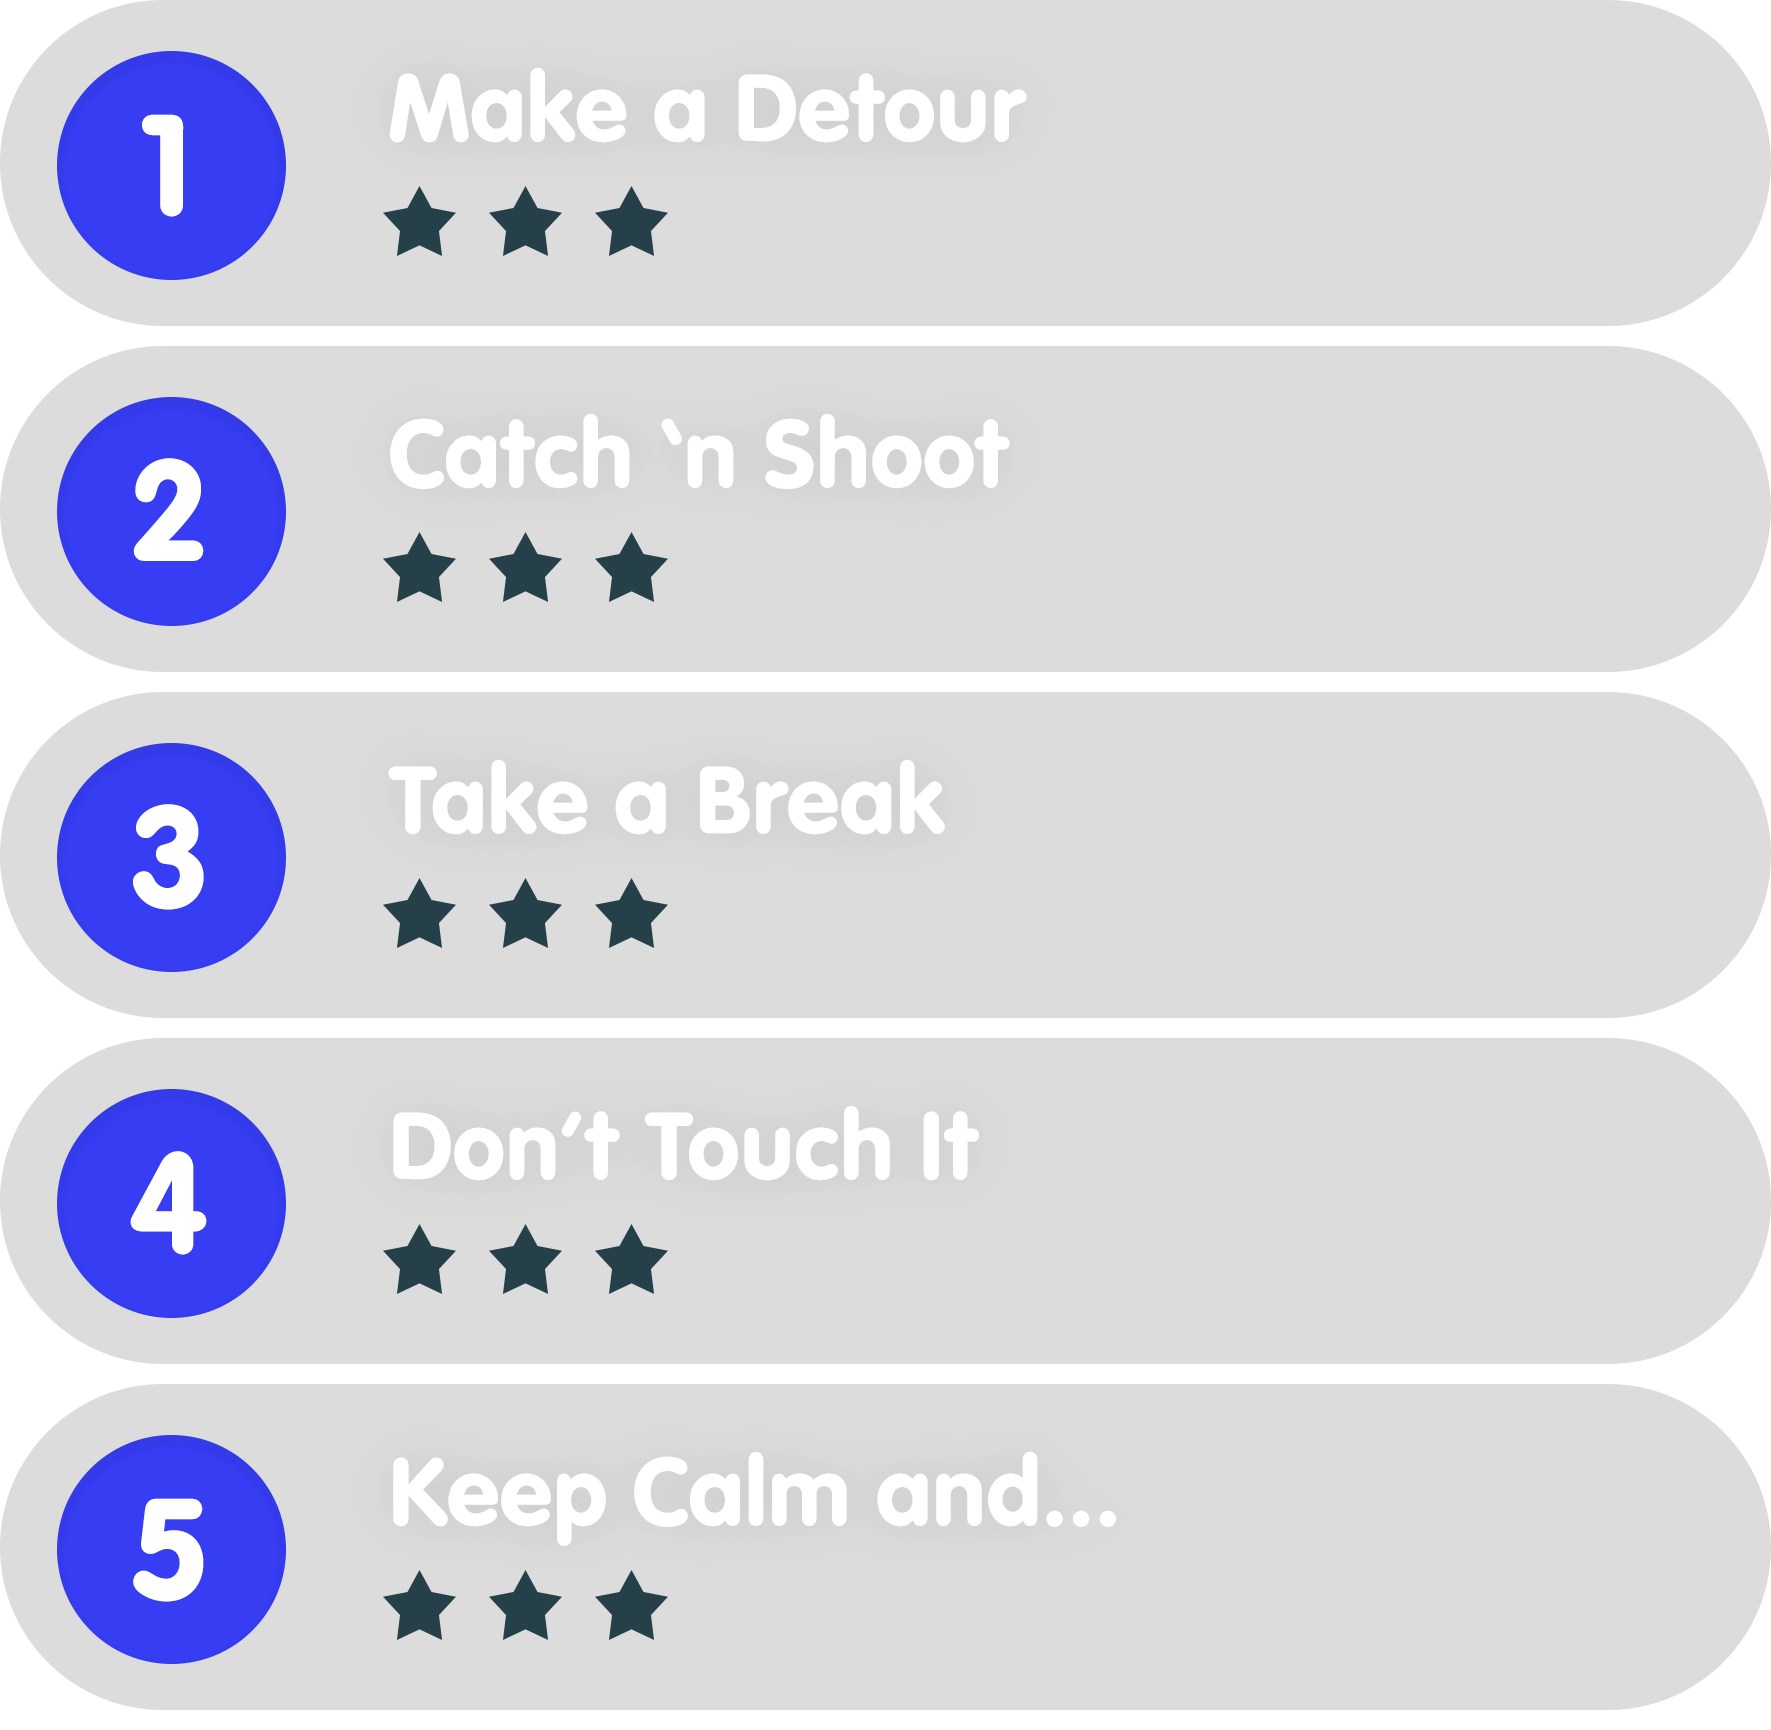 1
Make a Detour
2
Catch `n Shoot
3
Take a Break
4
Don´t Touch It
5
Keep Calm and...